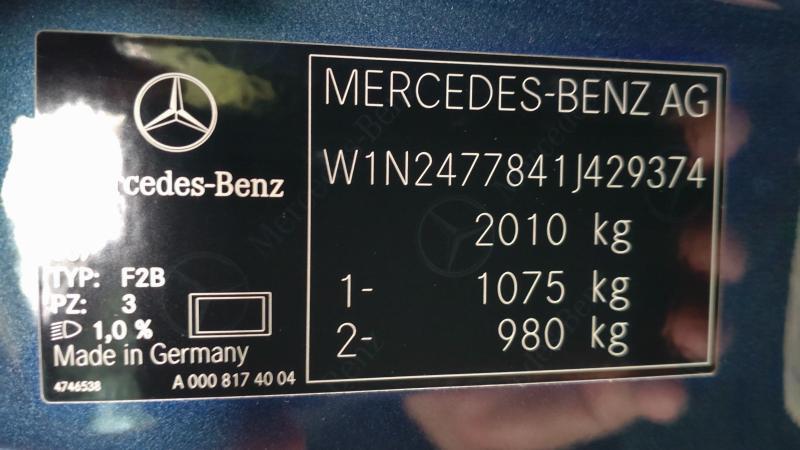 Mercedes-Benz
TYP: F2B
PZ: 3
1,0 %
Made in Germany
4746538
A 000 817 40 04
MERCEDES-BENZ AG
W1N2477841J429374
2010 kg
1- 1075 kg
2- 980 kg